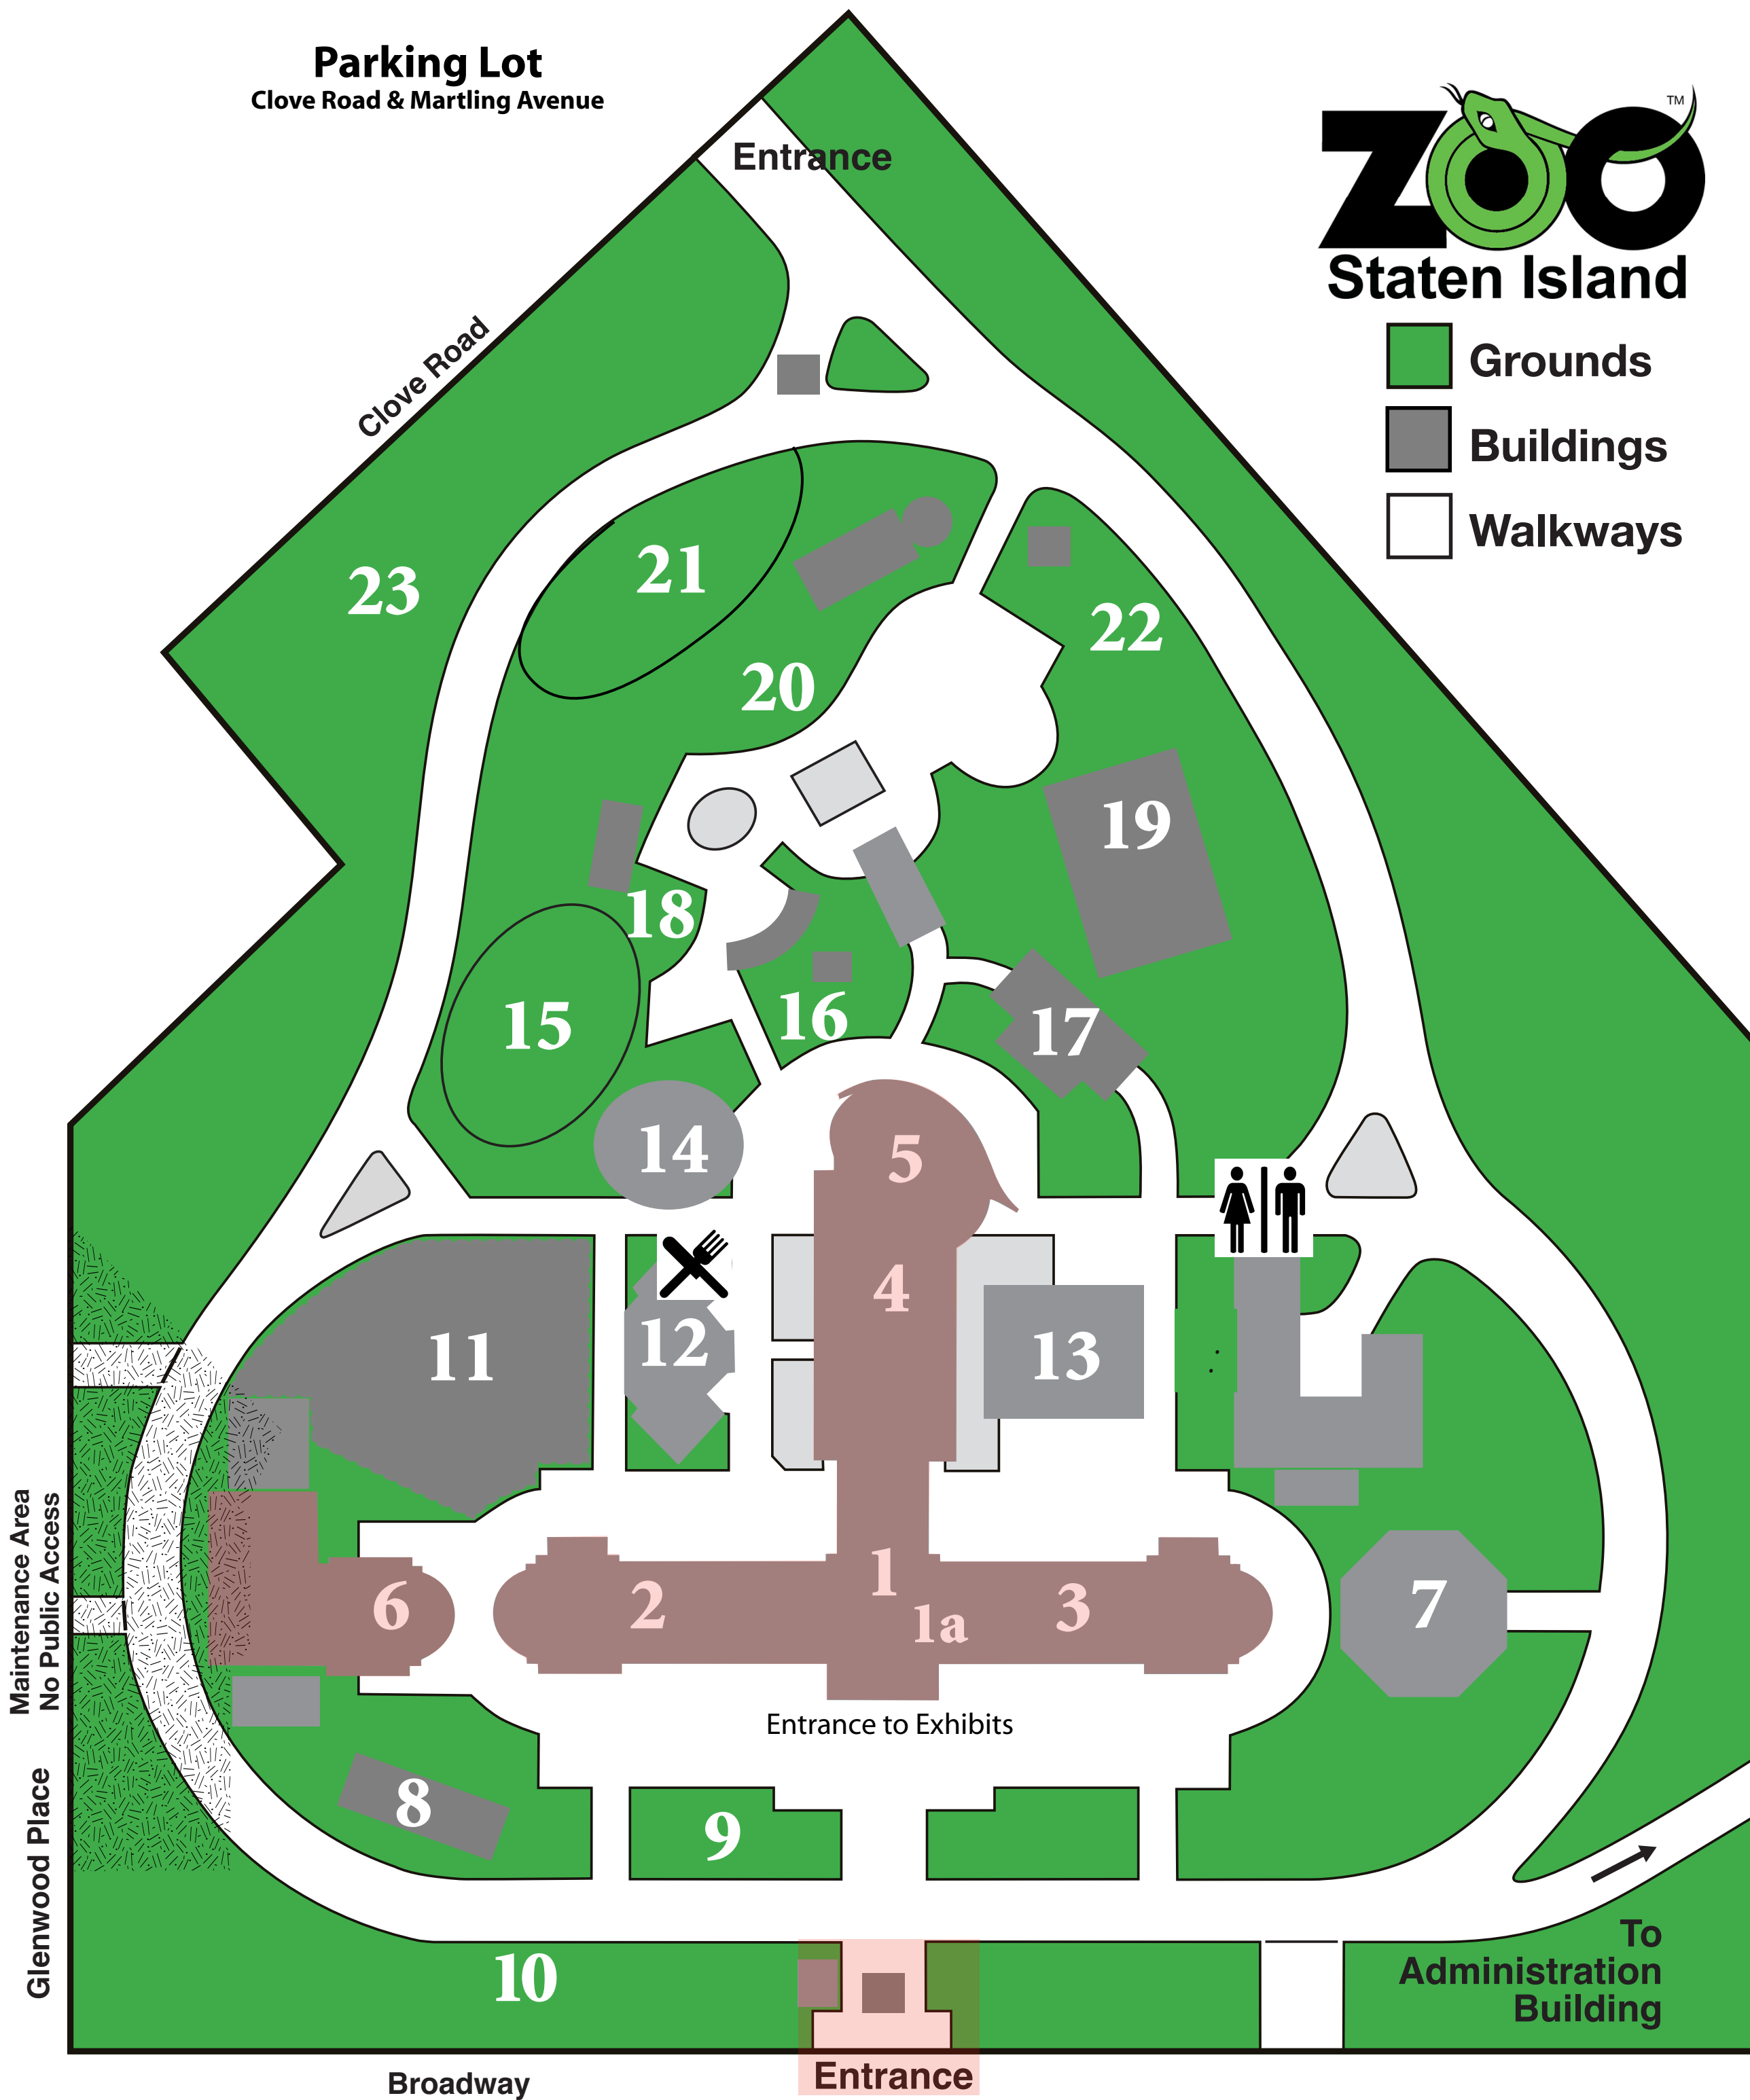 Parking Lot
Clove Road & Martling Avenue
Entrance
ZOO
TM
Staten Island
Grounds
Buildings
Walkways
Clove Road
23
21
22
20
19
18
15
16
17
14
5
4
11
12
13
Maintenance Area
No Public Access
6
2
1
1a
3
7
Entrance to Exhibits
Glenwood Place
8
9
10
To
Administration
Building
Entrance
Broadway